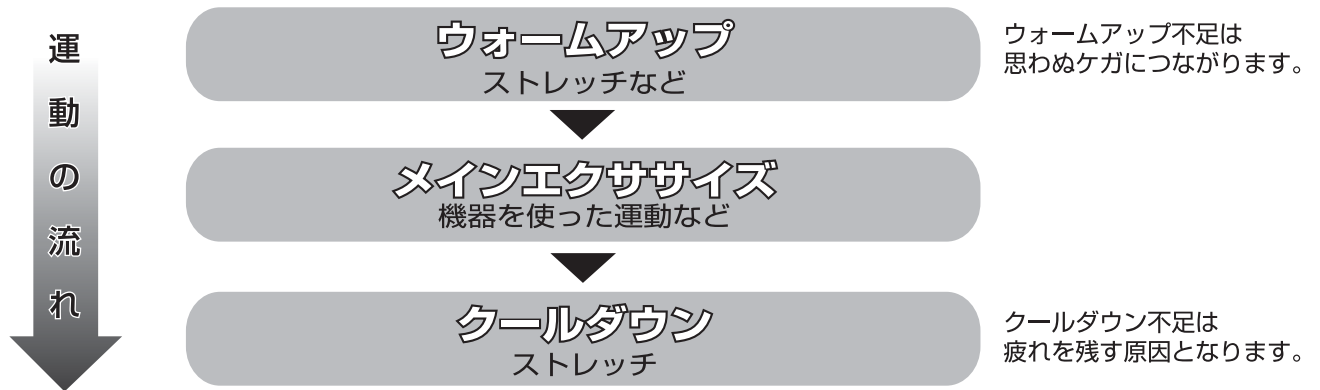 運動の流れ
ウォームアップ
ストレッチなど
ウォームアップ不足は
思わぬケガにつながります。
メインエクササイズ
機器を使った運動など
クールダウン
ストレッチ
クールダウン不足は
疲れを残す原因となります。